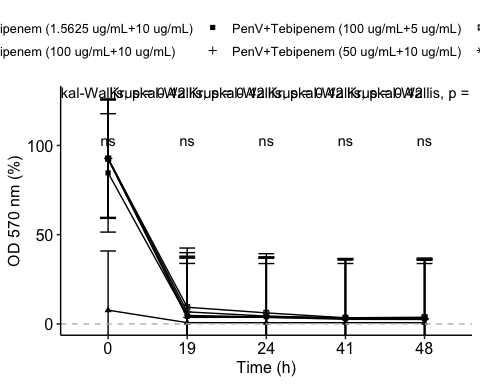 ipenem (1.5625 ug/mL+10 ug/mL) PenV+Tebipenem (100 ug/mL+5 ug/mL)
ipenem (100 ug/mL+10 ug/mL) PenV+Tebipenem (50 ug/mL+10 ug/mL)
kal-Wallis, p =
ns ns ns ns ns
100
50
0
OD 570 nm (%)
0 19 24 41 48
Time (h)